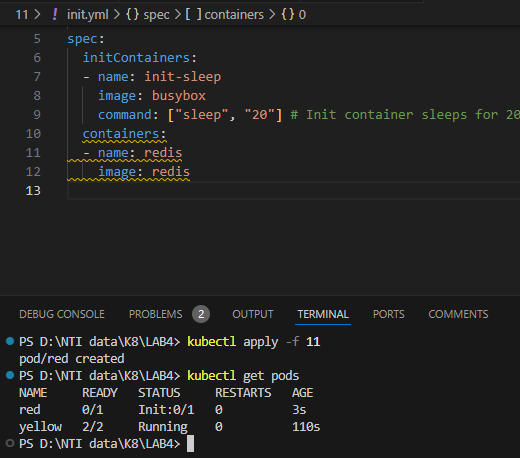 11 > ! init.yml > {} spec > [ ] containers > {} 0
5 spec:
6 initContainers:
7 - name: init-sleep
8 image: busybox
9 command: ["sleep", "20"] # Init container sleeps for 20
10 containers:
11 - name: redis
12 image: redis
13
DEBUG CONSOLE PROBLEMS 2 OUTPUT TERMINAL PORTS COMMENTS
PS D:\NTI data\K8\LAB4> kubectl apply -f 11
pod/red created
PS D:\NTI data\K8\LAB4> kubectl get pods
NAME READY STATUS RESTARTS AGE
red 0/1 Init:0/1 0 3s
yellow 2/2 Running 0 110s
PS D:\NTI data\K8\LAB4>